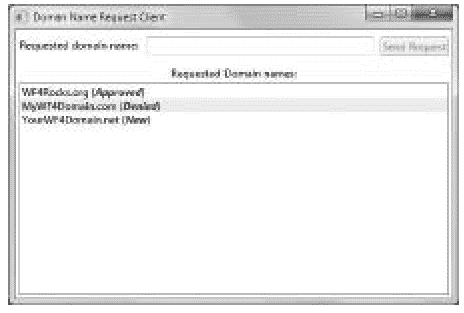 Domain Name Request Client
Requested domain name: Send Request
Requested Domain names:
WF4Rocks.org (Approved)
MyWF4Domain.com (Denied)
YourWF4Domain.net (New)